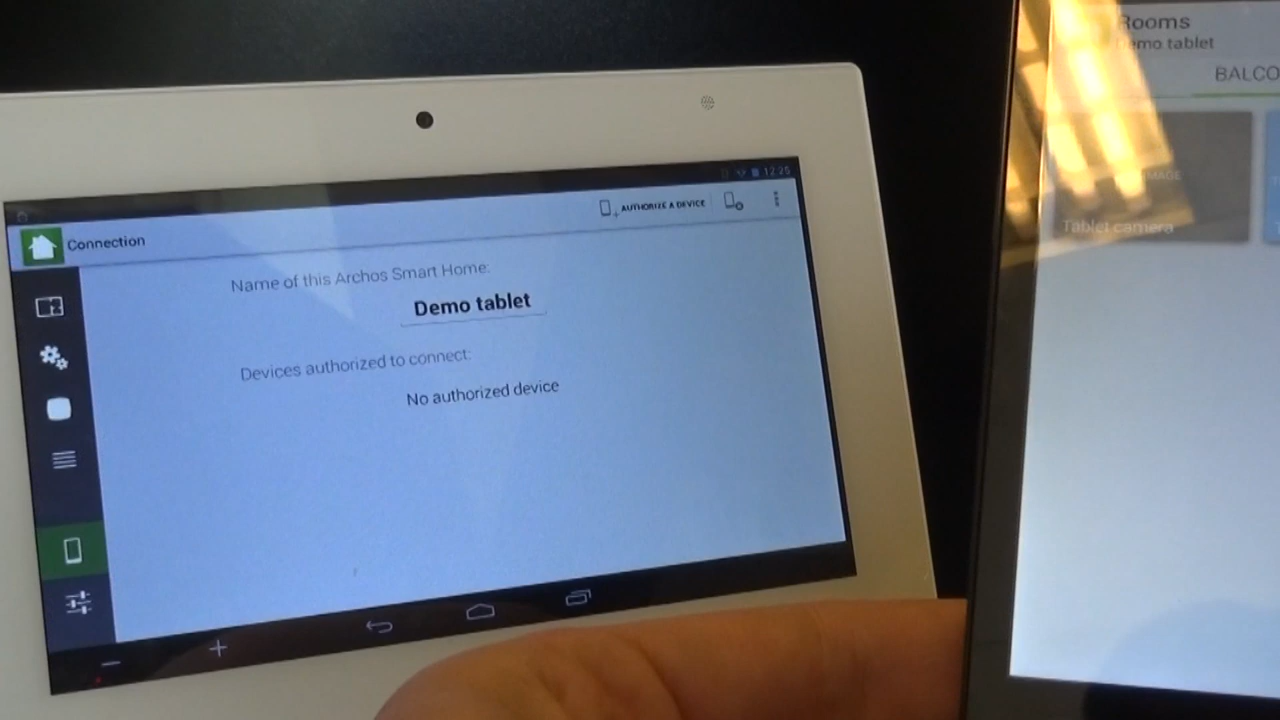 12:25
AUTHORIZE A DEVICE
Connection
Name of this Archos Smart Home:
Demo tablet
Devices authorized to connect:
No authorized device
Rooms
Demo tablet
BALCO
IMAGE
Tablet camera